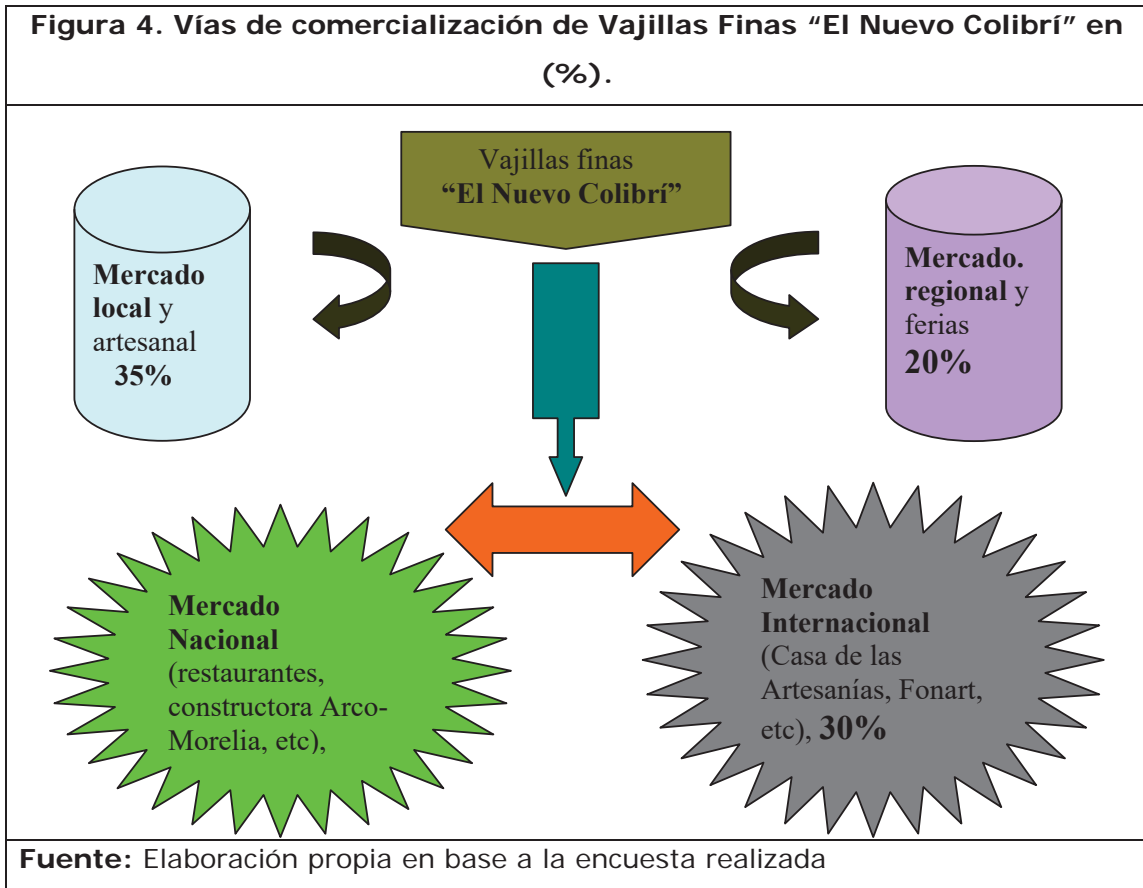 Figura 4. Vías de comercialización de Vajillas Finas “El Nuevo Colibrí” en
(%).
Vajillas finas
“El Nuevo Colibrí”
Mercado
local y
artesanal
35%
Mercado.
regional y
ferias
20%
Mercado
Nacional
(restaurantes,
constructora Arco-
Morelia, etc),
Mercado
Internacional
(Casa de las
Artesanías, Fonart,
etc), 30%
Fuente: Elaboración propia en base a la encuesta realizada